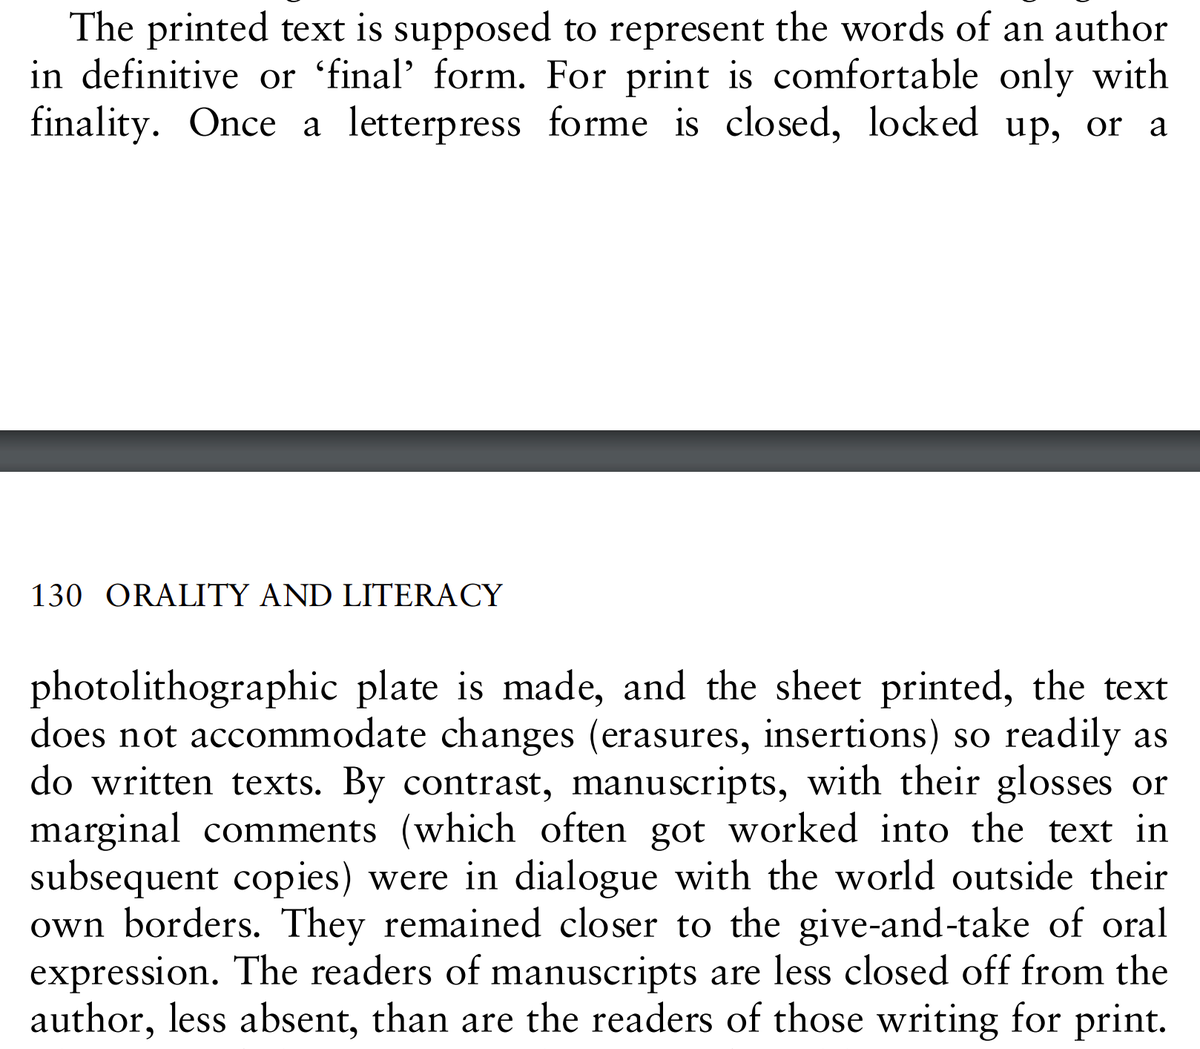 The printed text is supposed to represent the words of an author
in definitive or ‘final’ form. For print is comfortable only with
finality. Once a letterpress forme is closed, locked up, or a
130 ORALITY AND LITERACY
photolithographic plate is made, and the sheet printed, the text
does not accommodate changes (erasures, insertions) so readily as
do written texts. By contrast, manuscripts, with their glosses or
marginal comments (which often got worked into the text in
subsequent copies) were in dialogue with the world outside their
own borders. They remained closer to the give-and-take of oral
expression. The readers of manuscripts are less closed off from the
author, less absent, than are the readers of those writing for print.